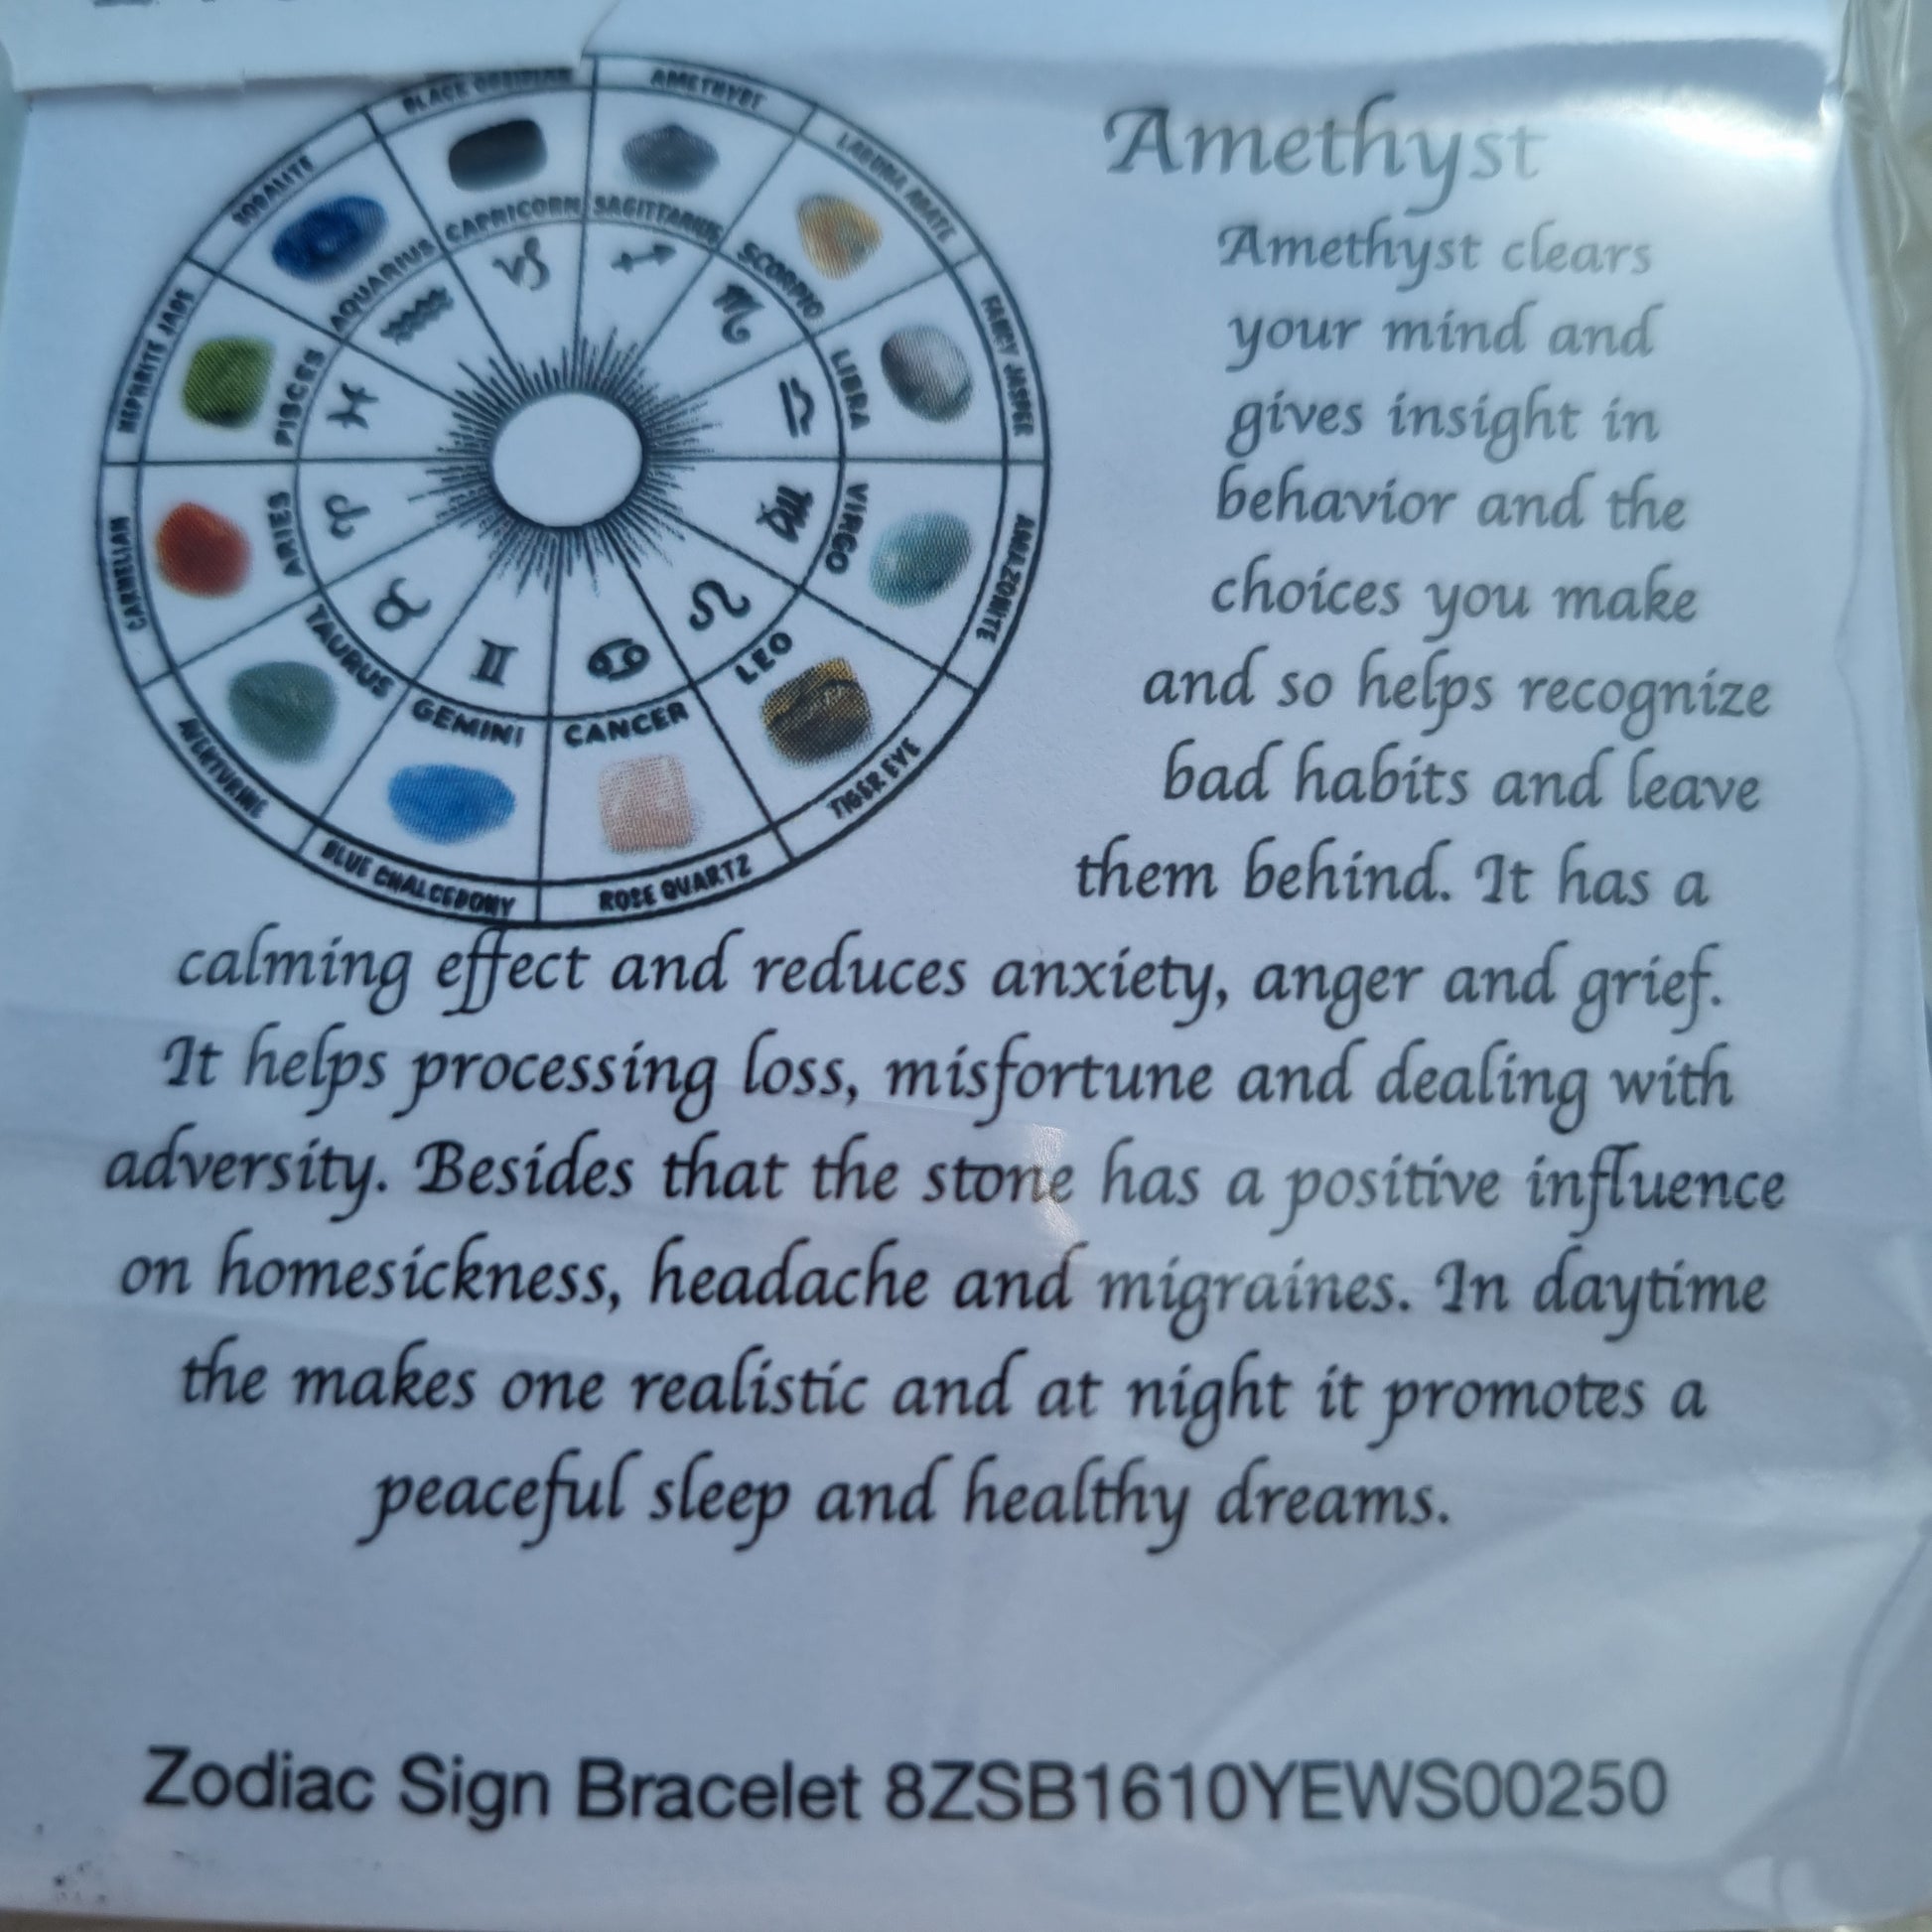 BLACK OBSIDIAN
AMETHYST
LAGUNA AGATE
FANCY JASPER
AMAZONITE
TIGER EYE
ROSE QUARTZ
BLUE CHALCEDONY
AVENTURINE
CARNELIAN
NEPHRITE JADE
SODALITE
CAPRICORN
SAGITTARIUS
SCORPIO
LIBRA
VIRGO
LEO
CANCER
GEMINI
TAURUS
ARIES
PISCES
AQUARIUS
Amethyst
Amethyst clears
your mind and
gives insight in
behavior and the
choices you make
and so helps recognize
bad habits and leave
them behind. It has a
calming effect and reduces anxiety, anger and grief.
It helps processing loss, misfortune and dealing with
adversity. Besides that the stone has a positive influence
on homesickness, headache and migraines. In daytime
the makes one realistic and at night it promotes a
peaceful sleep and healthy dreams.
Zodiac Sign Bracelet 8ZSB1610YEWS00250